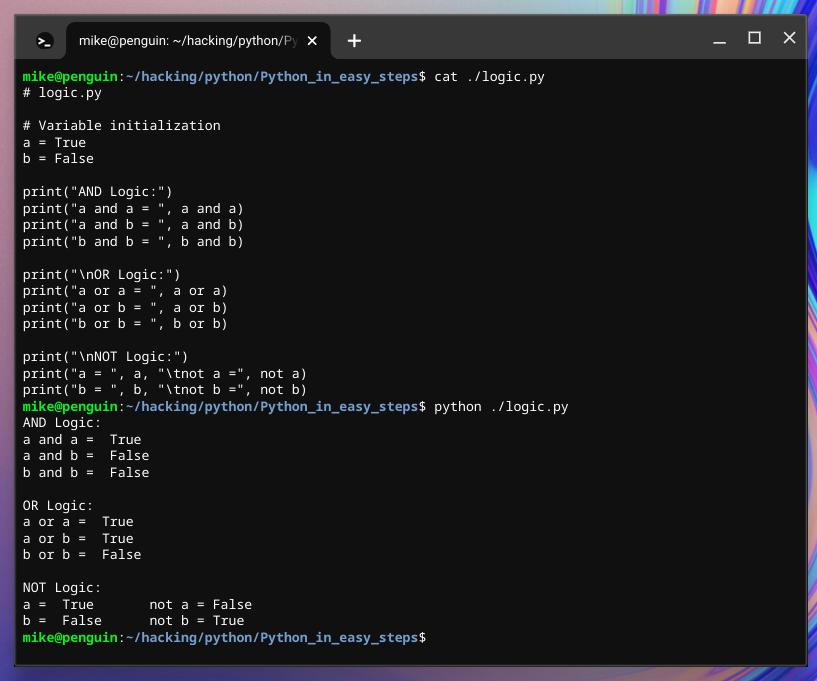 mike@penguin: ~/hacking/python/Py
mike@penguin:~/hacking/python/Python_in_easy_steps$ cat ./logic.py
# logic.py

# Variable initialization
a = True
b = False

print("AND Logic:")
print("a and a = ", a and a)
print("a and b = ", a and b)
print("b and b = ", b and b)

print("\nOR Logic:")
print("a or a = ", a or a)
print("a or b = ", a or b)
print("b or b = ", b or b)

print("\nNOT Logic:")
print("a = ", a, "\tnot a =", not a)
print("b = ", b, "\tnot b =", not b)
mike@penguin:~/hacking/python/Python_in_easy_steps$ python ./logic.py
AND Logic:
a and a =  True
a and b =  False
b and b =  False

OR Logic:
a or a =  True
a or b =  True
b or b =  False

NOT Logic:
a =  True       not a = False
b =  False      not b = True
mike@penguin:~/hacking/python/Python_in_easy_steps$